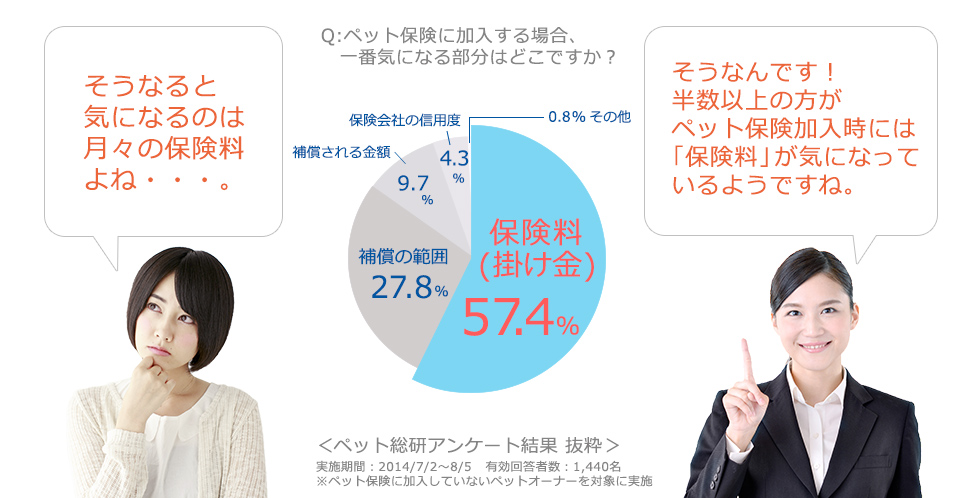 そうなると
気になるのは
月々の保険料
よね・・・。
Q:ペット保険に加入する場合、
一番気になる部分はどこですか？
0.8% その他
保険会社の信用度
4.3
%
補償される金額
9.7
%
補償の範囲
27.8%
保険料
(掛け金)
57.4%
そうなんです！
半数以上の方が
ペット保険加入時には
「保険料」が気になって
いるようですね。
＜ペット総研アンケート結果 抜粋＞
実施期間：2014/7/2～8/5　有効回答者数：1,440名
※ペット保険に加入していないペットオーナーを対象に実施